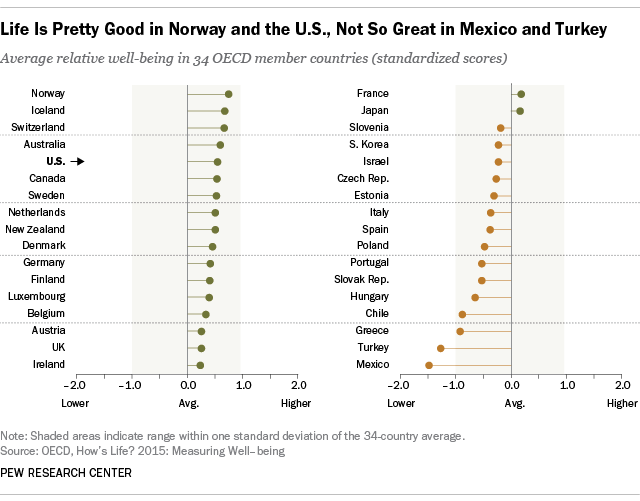 Life Is Pretty Good in Norway and the U.S., Not So Great in Mexico and Turkey
Average relative well-being in 34 OECD member countries (standardized scores)
Norway
Iceland
Switzerland
Australia
U.S.
Canada
Sweden
Netherlands
New Zealand
Denmark
Germany
Finland
Luxembourg
Belgium
Austria
UK
Ireland
−2.0 −1.0 0.0 1.0 2.0
Lower Avg. Higher
France
Japan
Slovenia
S. Korea
Israel
Czech Rep.
Estonia
Italy
Spain
Poland
Portugal
Slovak Rep.
Hungary
Chile
Greece
Turkey
Mexico
−2.0 −1.0 0.0 1.0 2.0
Lower Avg. Higher
Note: Shaded areas indicate range within one standard deviation of the 34-country average.
Source: OECD, How's Life? 2015: Measuring Well–being
PEW RESEARCH CENTER